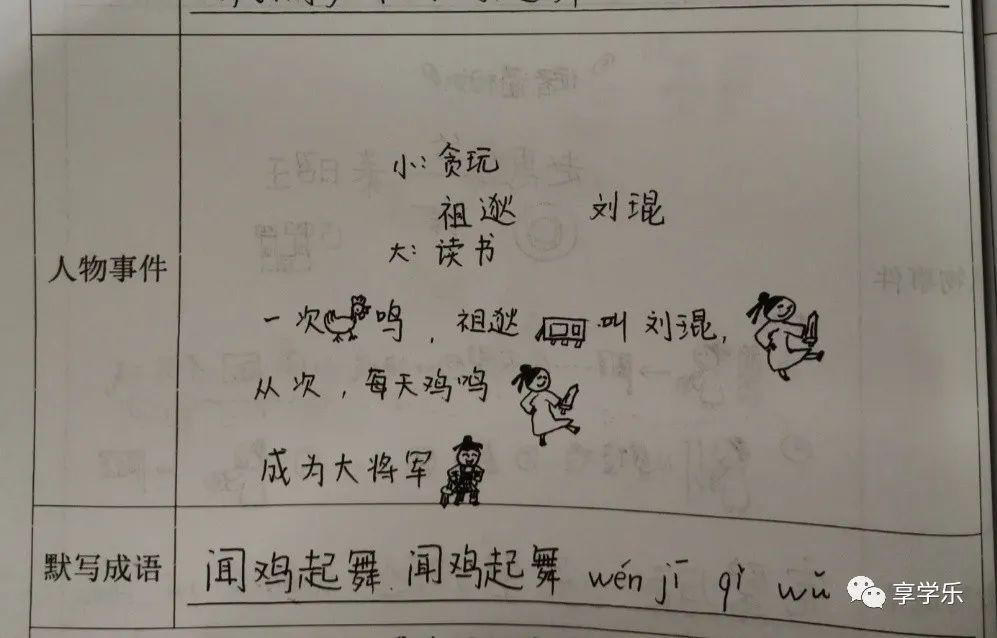 小：贪玩
祖逖 刘琨
大：读书
人物事件
一次鸣，祖逖叫刘琨，
从次，每天鸡鸣
成为大将军
默写成语 闻鸡起舞 闻鸡起舞 wén jī qǐ wǔ
享学乐